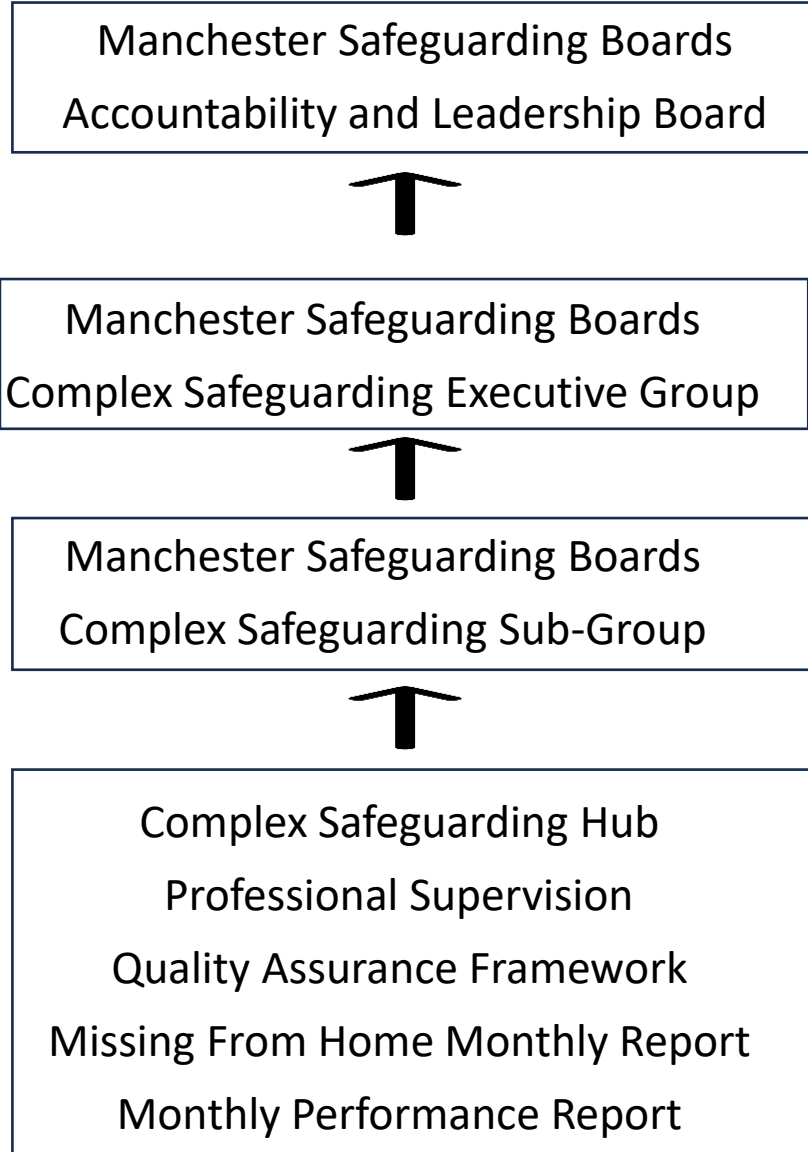 Manchester Safeguarding Boards
Accountability and Leadership Board
Manchester Safeguarding Boards
Complex Safeguarding Executive Group
Manchester Safeguarding Boards
Complex Safeguarding Sub-Group
Complex Safeguarding Hub
Professional Supervision
Quality Assurance Framework
Missing From Home Monthly Report
Monthly Performance Report